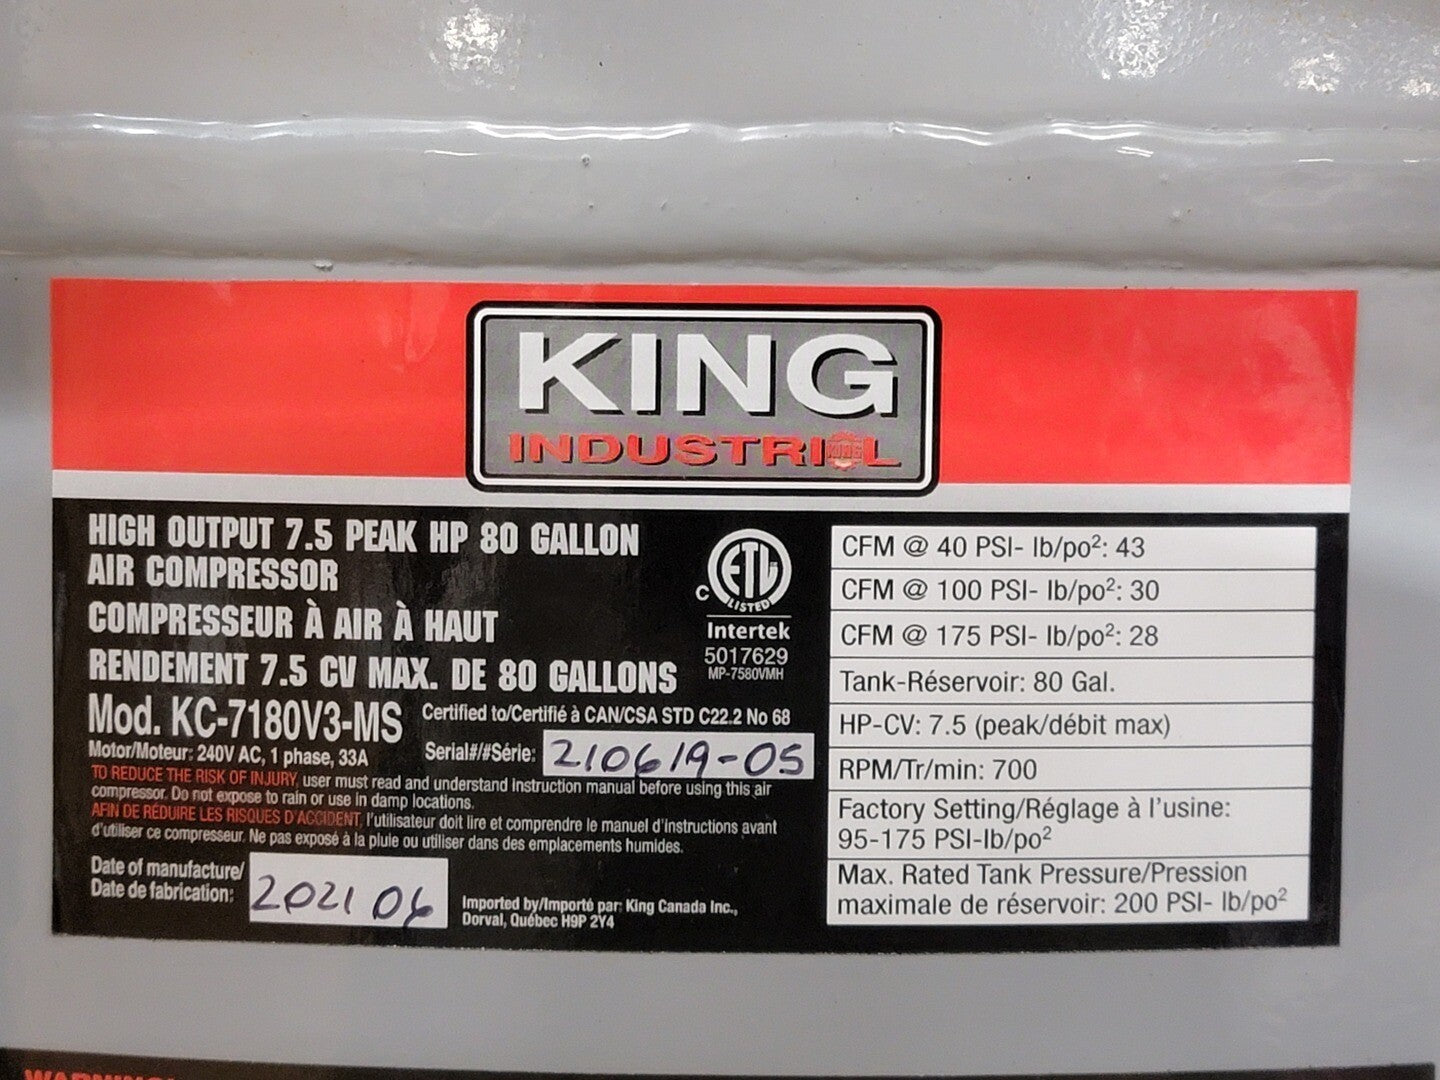 KING
INDUSTRIAL
HIGH OUTPUT 7.5 PEAK HP 80 GALLON
AIR COMPRESSOR
COMPRESSEUR À AIR À HAUT
RENDEMENT 7.5 CV MAX. DE 80 GALLONS
Mod. KC-7180V3-MS
Certified to/Certifié à CAN/CSA STD C22.2 No 68
Motor/Moteur: 240V AC, 1 phase, 33A
Serial#/#Série: 210619-05
TO REDUCE THE RISK OF INJURY, user must read and understand instruction manual before using this air
compressor. Do not expose to rain or use in damp locations.
AFIN DE RÉDUIRE LES RISQUES D'ACCIDENT, l'utilisateur doit lire et comprendre le manuel d'instructions avant
d'utiliser ce compresseur. Ne pas exposé à la pluie ou utiliser dans des emplacements humides.
Date of manufacture/
Date de fabrication: 2021 06
Imported by/Importé par: King Canada Inc.,
Dorval, Québec H9P 2Y4
C ETL
LISTED
Intertek
5017629
MP-7580VMH
CFM @ 40 PSI- lb/po²: 43
CFM @ 100 PSI- lb/po²: 30
CFM @ 175 PSI- lb/po²: 28
Tank-Réservoir: 80 Gal.
HP-CV: 7.5 (peak/débit max)
RPM/Tr/min: 700
Factory Setting/Réglage à l'usine:
95-175 PSI-lb/po²
Max. Rated Tank Pressure/Pression
maximale de réservoir: 200 PSI- lb/po²
WARNING